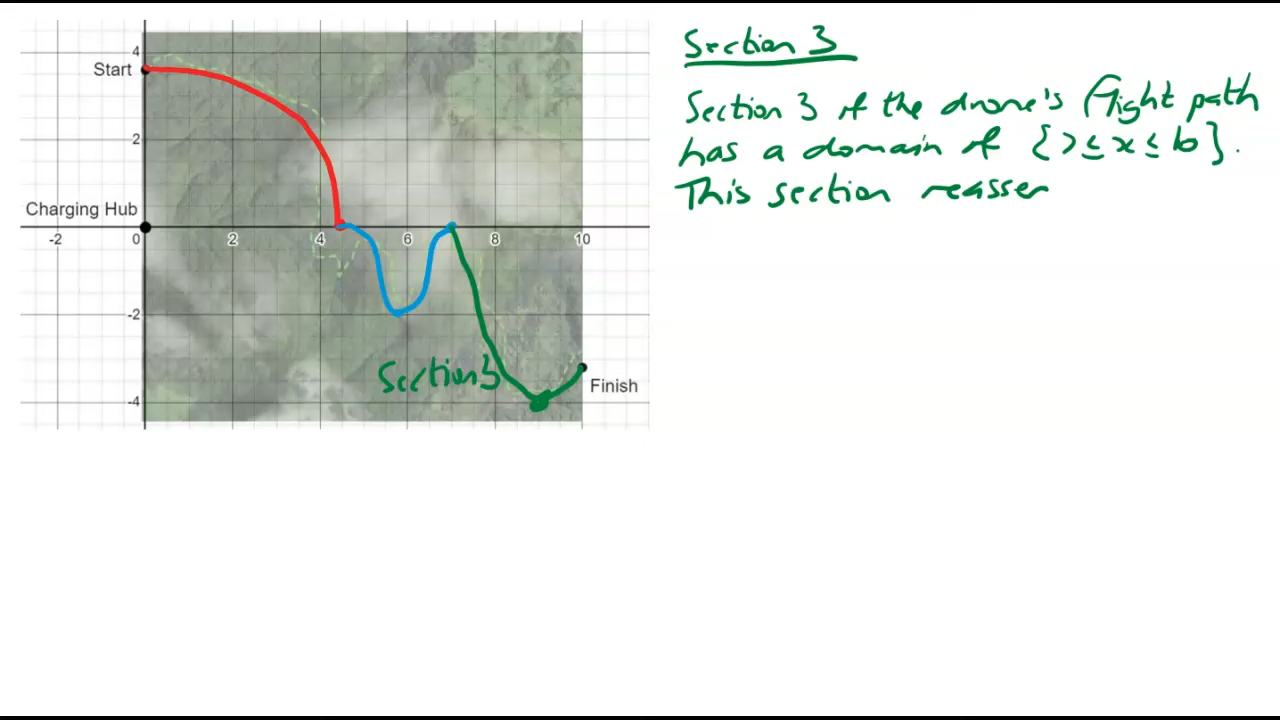 4
Start
2
Charging Hub
-2
0
2
4
6
8
10
-2
Section 3
Finish
-4
Section 3
Section 3 of the drone's flight path
has a domain of {7≤x≤10}.
This section reassen